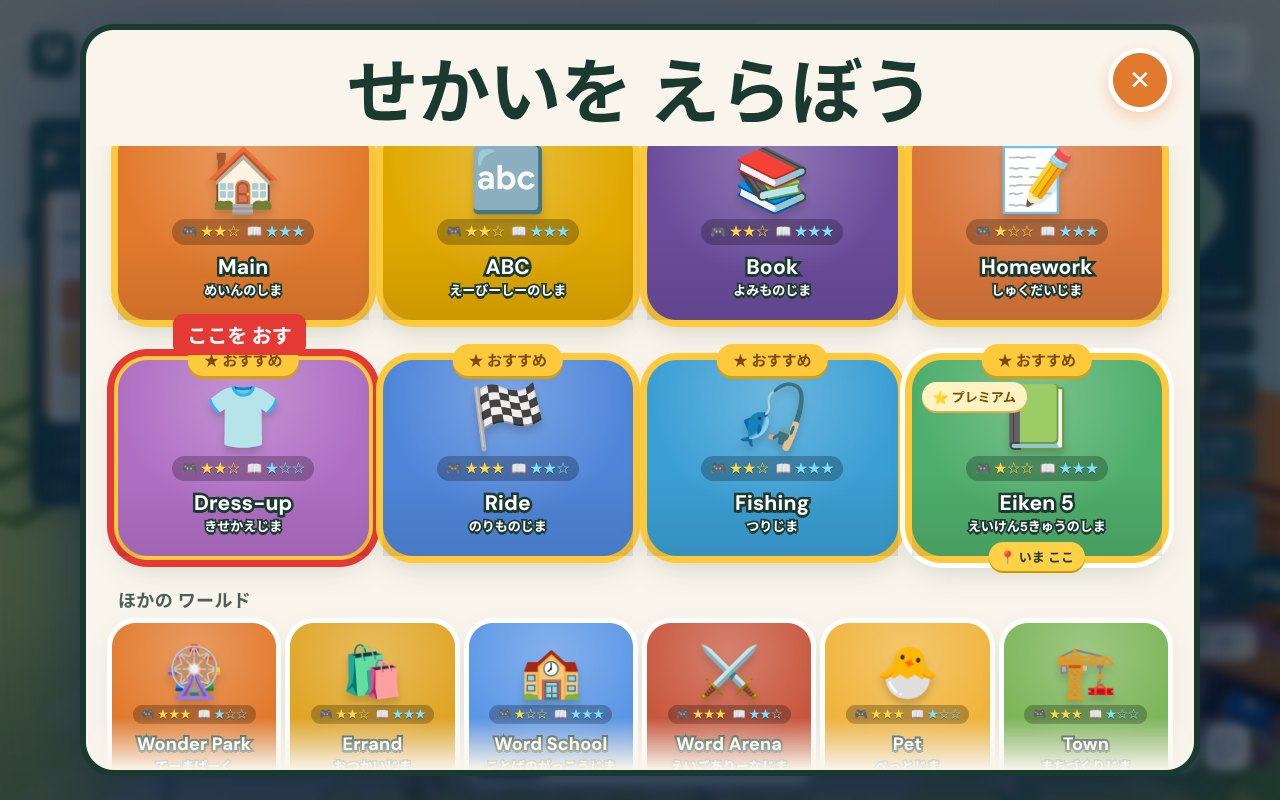 せかいを えらぼう
×
abc
🎮 ★★☆ 📖 ★★★
🎮 ★★☆ 📖 ★★★
🎮 ★★☆ 📖 ★★★
🎮 ★☆☆ 📖 ★★★
Main
めいんのしま
ABC
えーびーしーのしま
Book
よみものじま
Homework
しゅくだいじま
ここを おす
★ おすすめ
★ おすすめ
★ おすすめ
★ おすすめ
⭐ プレミアム
🎮 ★★☆ 📖 ★☆☆
🎮 ★★★ 📖 ★★☆
🎮 ★★☆ 📖 ★★★
🎮 ★☆☆ 📖 ★★★
Dress-up
きせかえじま
Ride
のりものじま
Fishing
つりじま
Eiken 5
えいけん5きゅうのしま
📍 いま ここ
ほかの ワールド
🎮 ★★★ 📖 ★☆☆
🎮 ★★☆ 📖 ★★★
🎮 ★☆☆ 📖 ★★★
🎮 ★★★ 📖 ★★☆
🎮 ★★★ 📖 ★☆☆
🎮 ★★★ 📖 ★☆☆
Wonder Park
Errand
Word School
Word Arena
Pet
Town